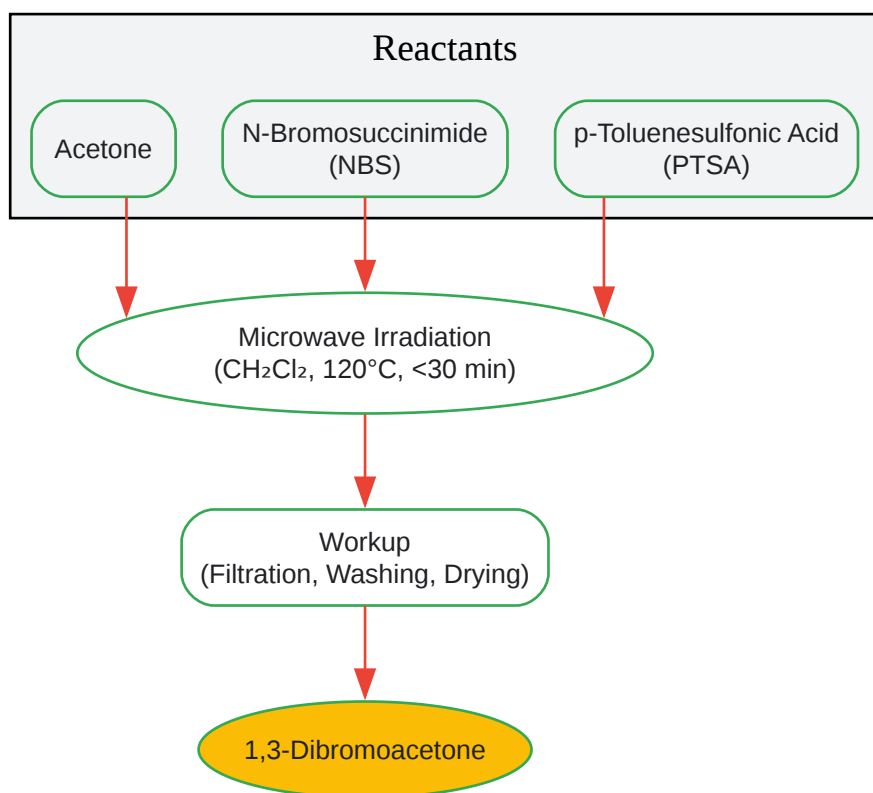 Reactants
Acetone
N-Bromosuccinimide
(NBS)
p-Toluenesulfonic Acid
(PTSA)
Microwave Irradiation
(CH₂Cl₂, 120°C, <30 min)
Workup
(Filtration, Washing, Drying)
1,3-Dibromoacetone